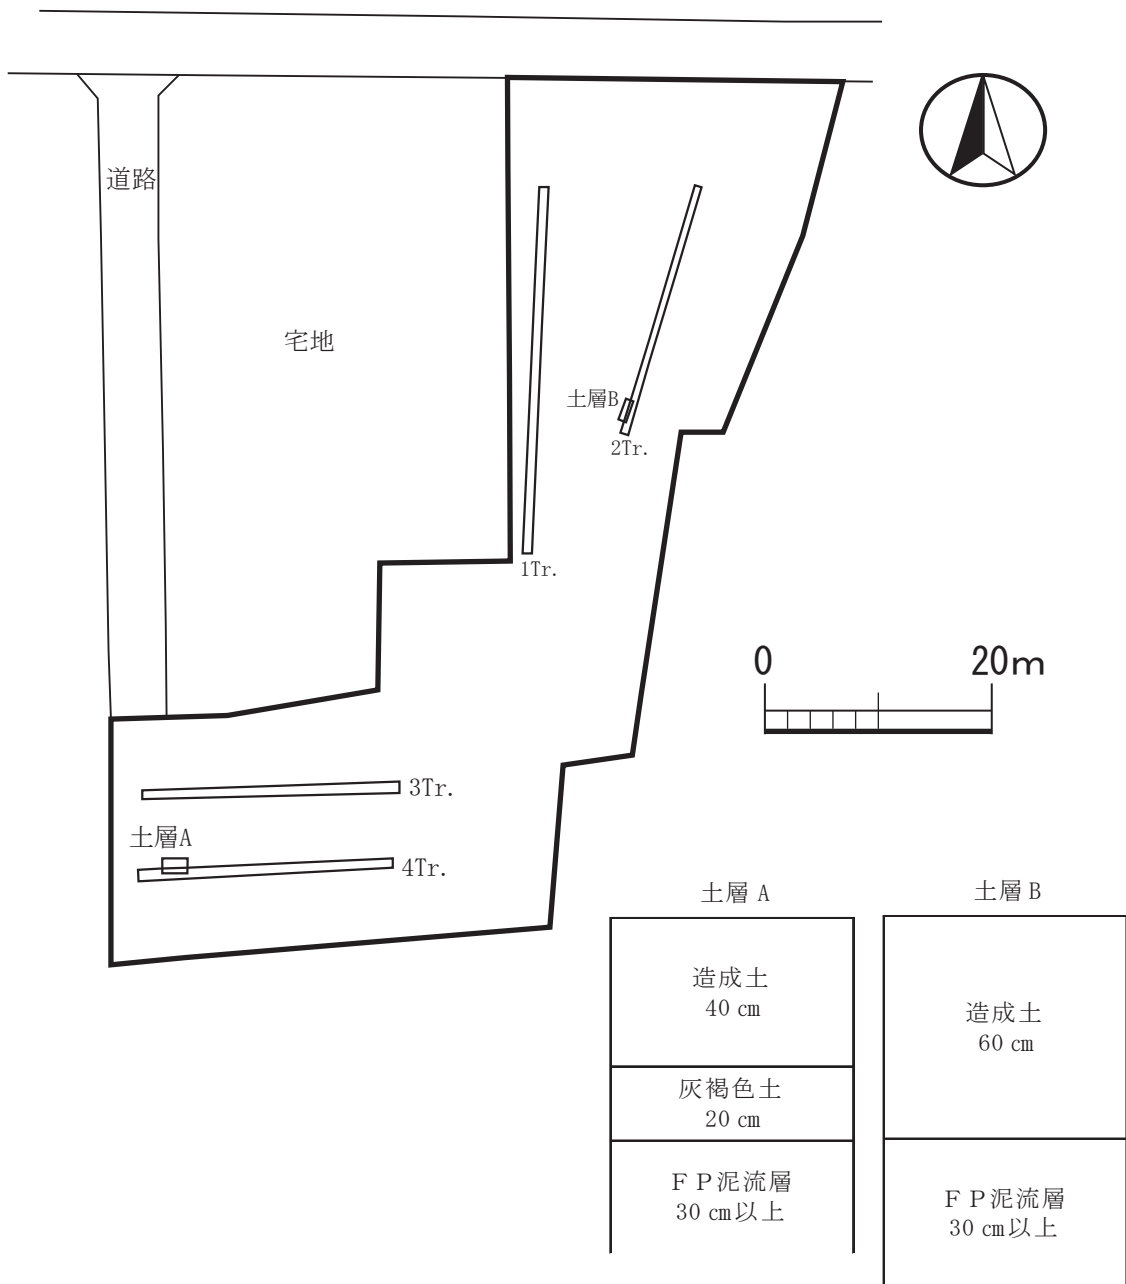 道路
宅地
土層B
2Tr.
1Tr.
0 20m
3Tr.
土層A
4Tr.
土層 A
造成土
40 cm
灰褐色土
20 cm
ＦＰ泥流層
30 cm以上
土層 B
造成土
60 cm
ＦＰ泥流層
30 cm以上